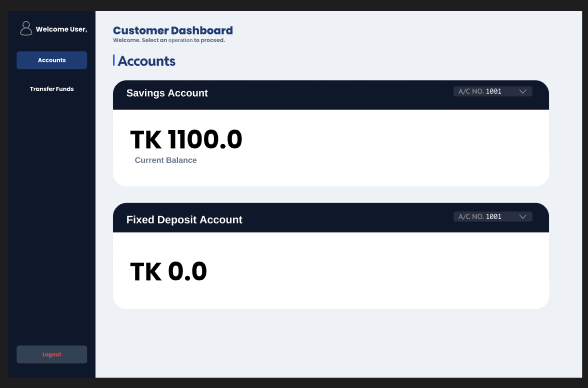 Welcome User,
Accounts
Transfer Funds
Logout
Customer Dashboard
Welcome. Select an operation to proceed.
Accounts
Savings Account
A/C NO. 1001
TK 1100.0
Current Balance
Fixed Deposit Account
A/C NO. 1001
TK 0.0